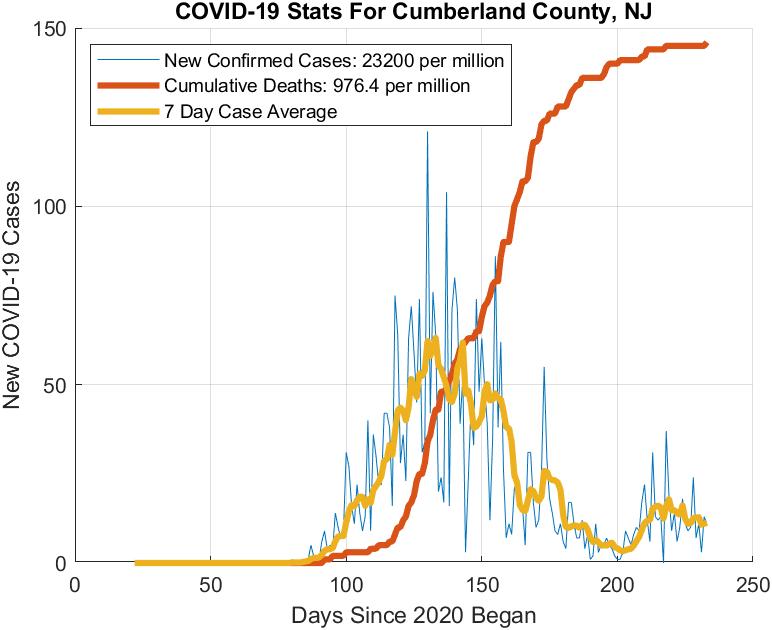 COVID-19 Stats For Cumberland County, NJ
150
New Confirmed Cases: 23200 per million
Cumulative Deaths: 976.4 per million
7 Day Case Average
100
New COVID-19 Cases
50
0
0 50 100 150 200 250
Days Since 2020 Began